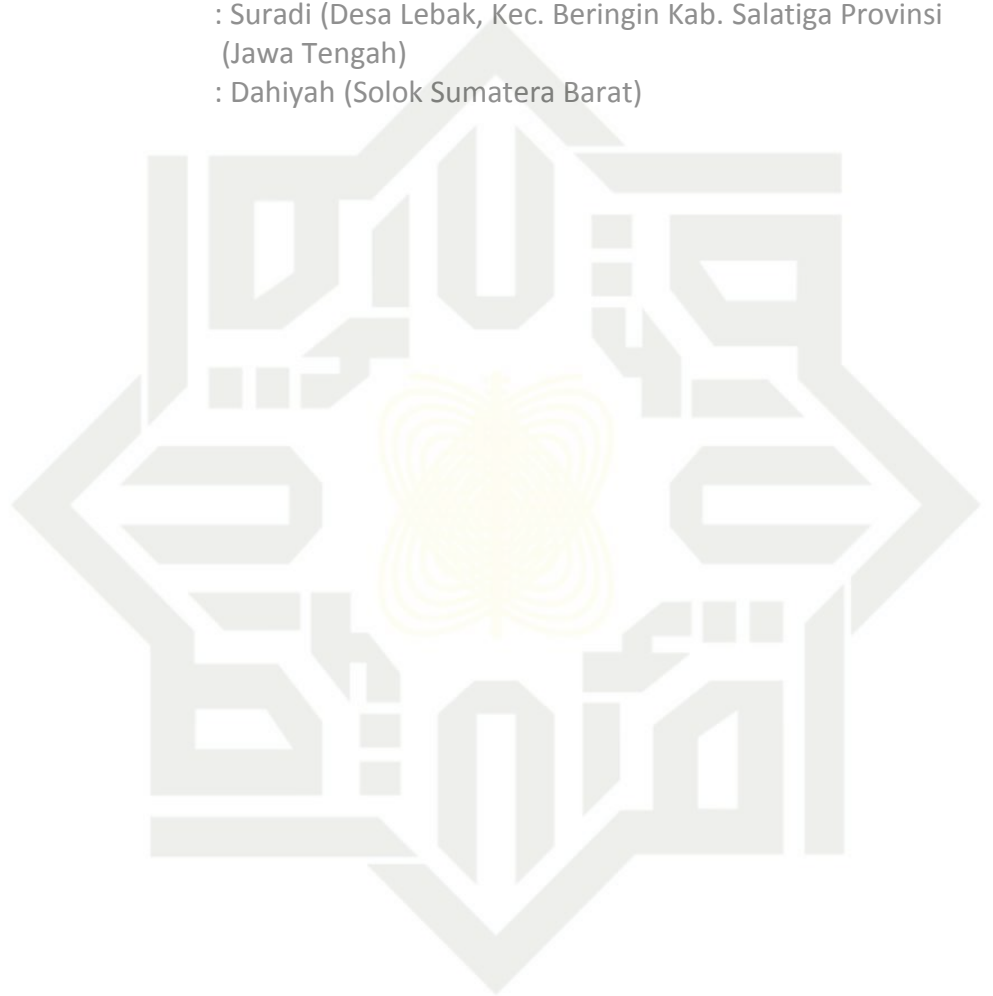 : Suradi (Desa Lebak, Kec. Beringin Kab. Salatiga Provinsi
(Jawa Tengah)
: Dahiyah (Solok Sumatera Barat)